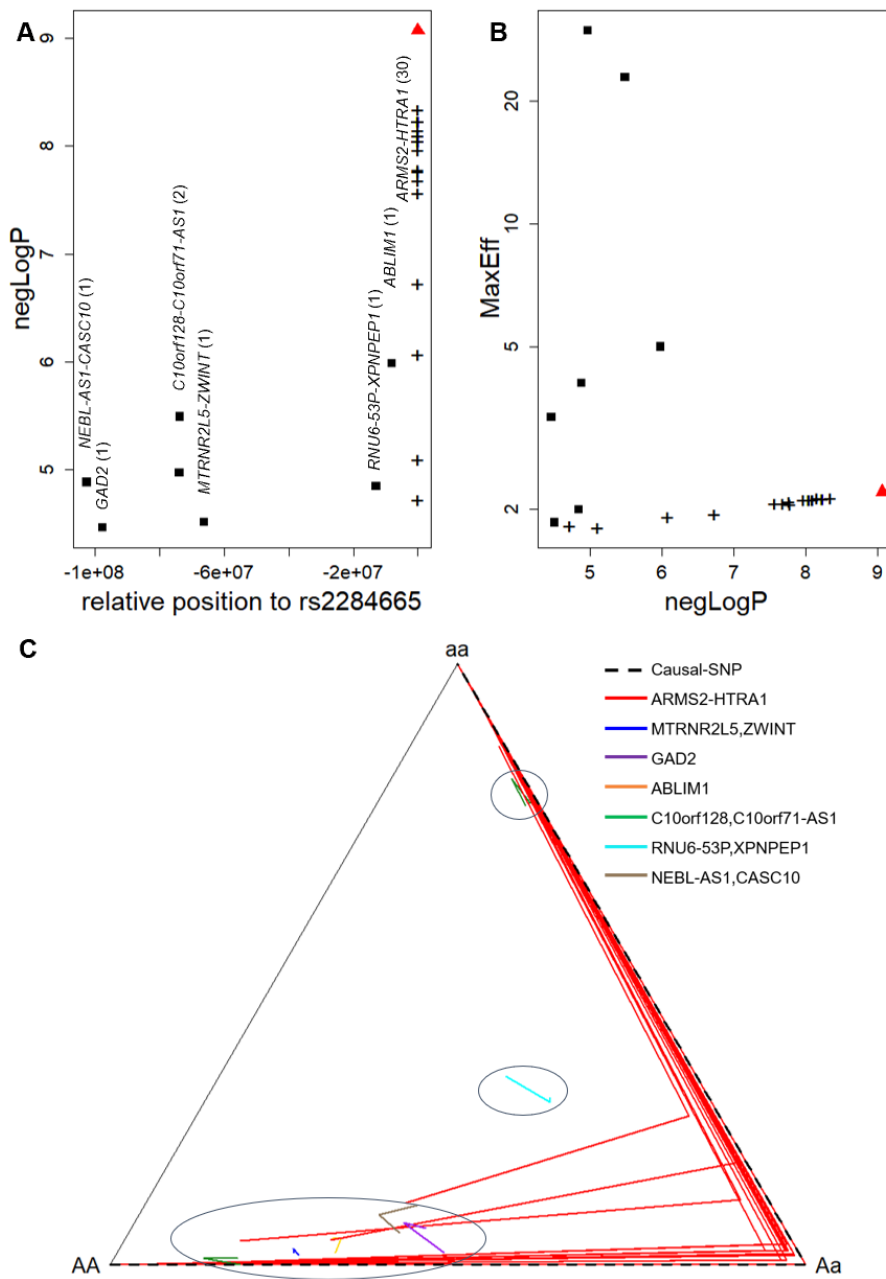 A
9
8
7
6
5
negLogP
NEBL-AS1-CASC10 (1)
GAD2 (1)
C10orf128-C10orf71-AS1 (2)
MTRNR2L5-ZWINT (1)
RNU6-53P-XPNPEP1 (1)
ABLIM1 (1)
ARMS2-HTRA1 (30)
-1e+08
-6e+07
-2e+07
relative position to rs2284665
B
20
10
5
2
MaxEff
5
6
7
8
9
negLogP
C
aa
AA
Aa
Causal-SNP
ARMS2-HTRA1
MTRNR2L5,ZWINT
GAD2
ABLIM1
C10orf128,C10orf71-AS1
RNU6-53P,XPNPEP1
NEBL-AS1,CASC10